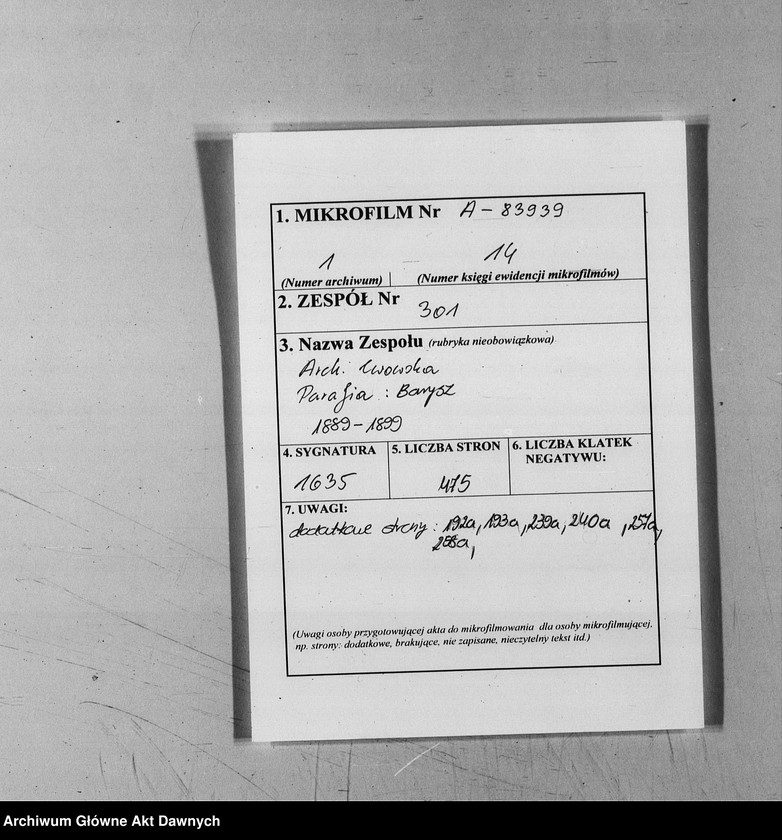 1. MIKROFILM Nr A-83939
1 14
(Numer archiwum) (Numer księgi ewidencji mikrofilmów)
2. ZESPÓŁ Nr 301
3. Nazwa Zespołu (rubryka nieobowiązkowa)
Arch. Lwowska
Parafia : Barysz
1889-1899
4. SYGNATURA 5. LICZBA STRON 6. LICZBA KLATEK
NEGATYWU:
1635 475
7. UWAGI:
dodatkowe strony : 192a, 193a, 239a, 240a, 257a,
258a,
(Uwagi osoby przygotowującej akta do mikrofilmowania dla osoby mikrofilmującej,
np. strony: dodatkowe, brakujące, nie zapisane, nieczytelny tekst itd.)
Archiwum Główne Akt Dawnych